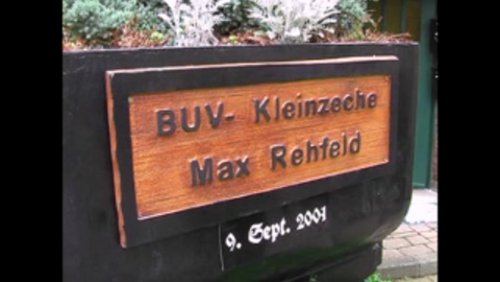 BUV- Kleinzeche
Max Rehfeld
9. Sept. 2001